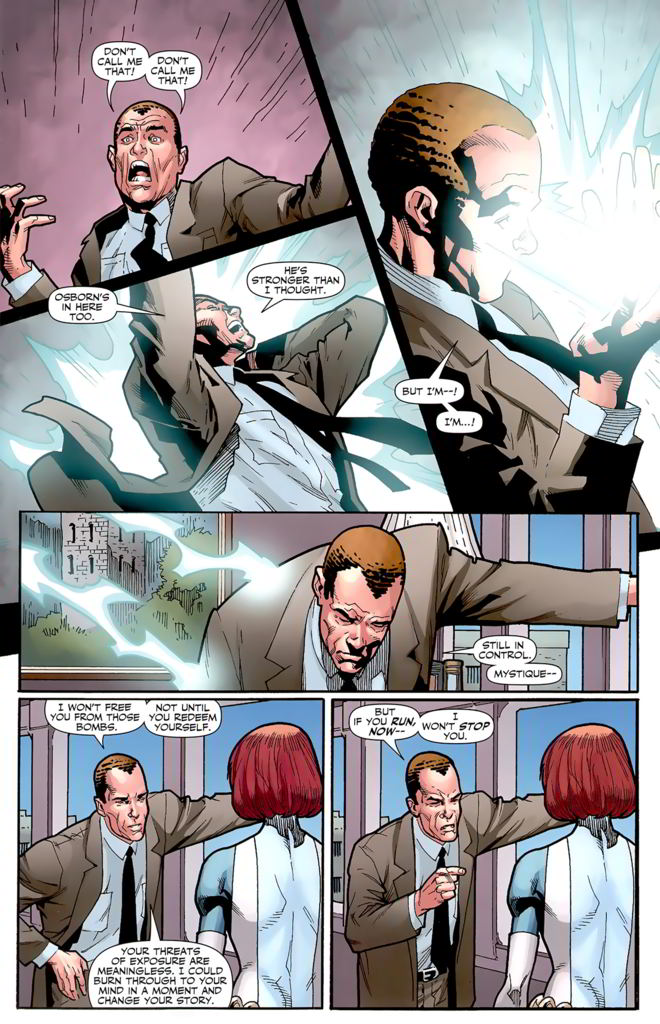 DON'T
CALL ME
THAT!
DON'T
CALL ME
THAT!
BUT I'M--!
I'M...!
HE'S
STRONGER THAN
I THOUGHT.
OSBORN'S
IN HERE
TOO.
STILL IN
CONTROL.
MYSTIQUE--
I WON'T FREE
YOU FROM THOSE
BOMBS.
NOT UNTIL
YOU REDEEM
YOURSELF.
YOUR THREATS
OF EXPOSURE ARE
MEANINGLESS. I COULD
BURN THROUGH TO YOUR
MIND IN A MOMENT AND
CHANGE YOUR STORY.
BUT
IF YOU RUN,
NOW--
I
WON'T STOP
YOU.